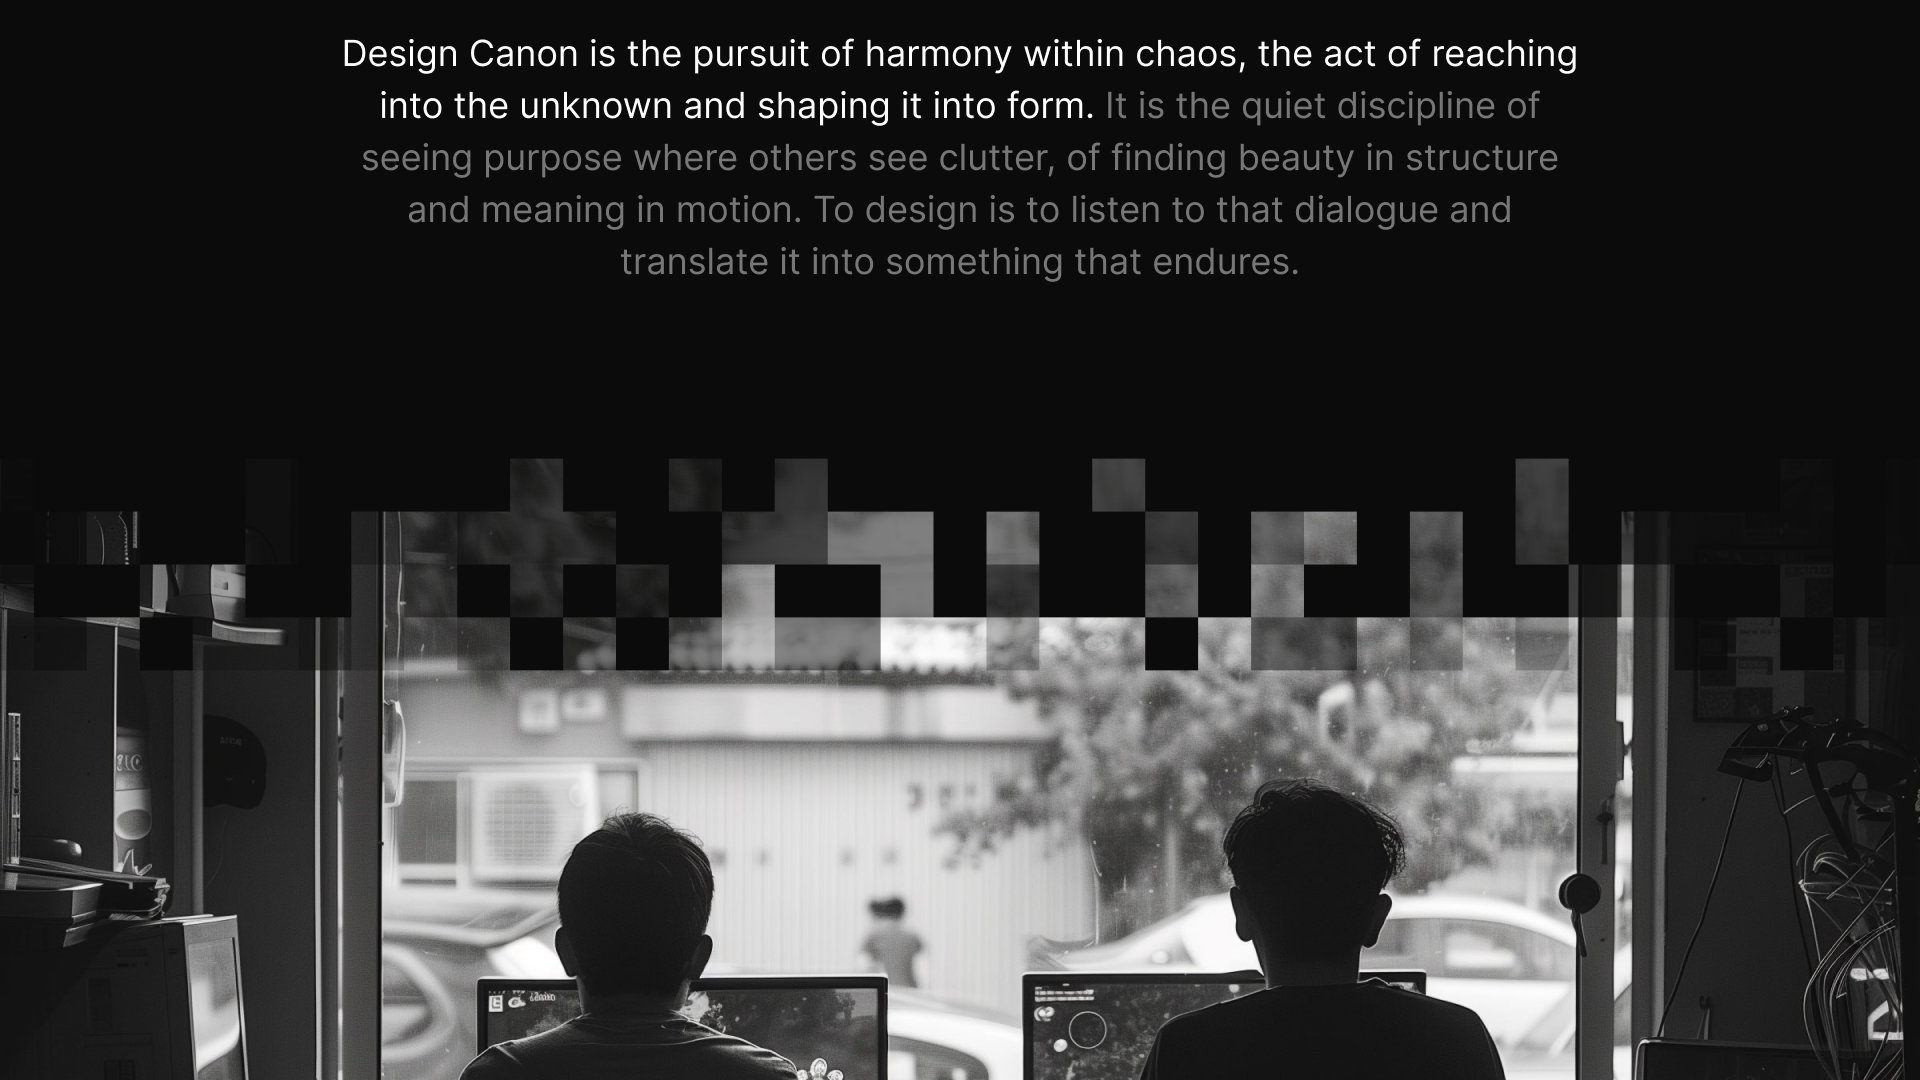 Design Canon is the pursuit of harmony within chaos, the act of reaching
into the unknown and shaping it into form. It is the quiet discipline of
seeing purpose where others see clutter, of finding beauty in structure
and meaning in motion. To design is to listen to that dialogue and
translate it into something that endures.